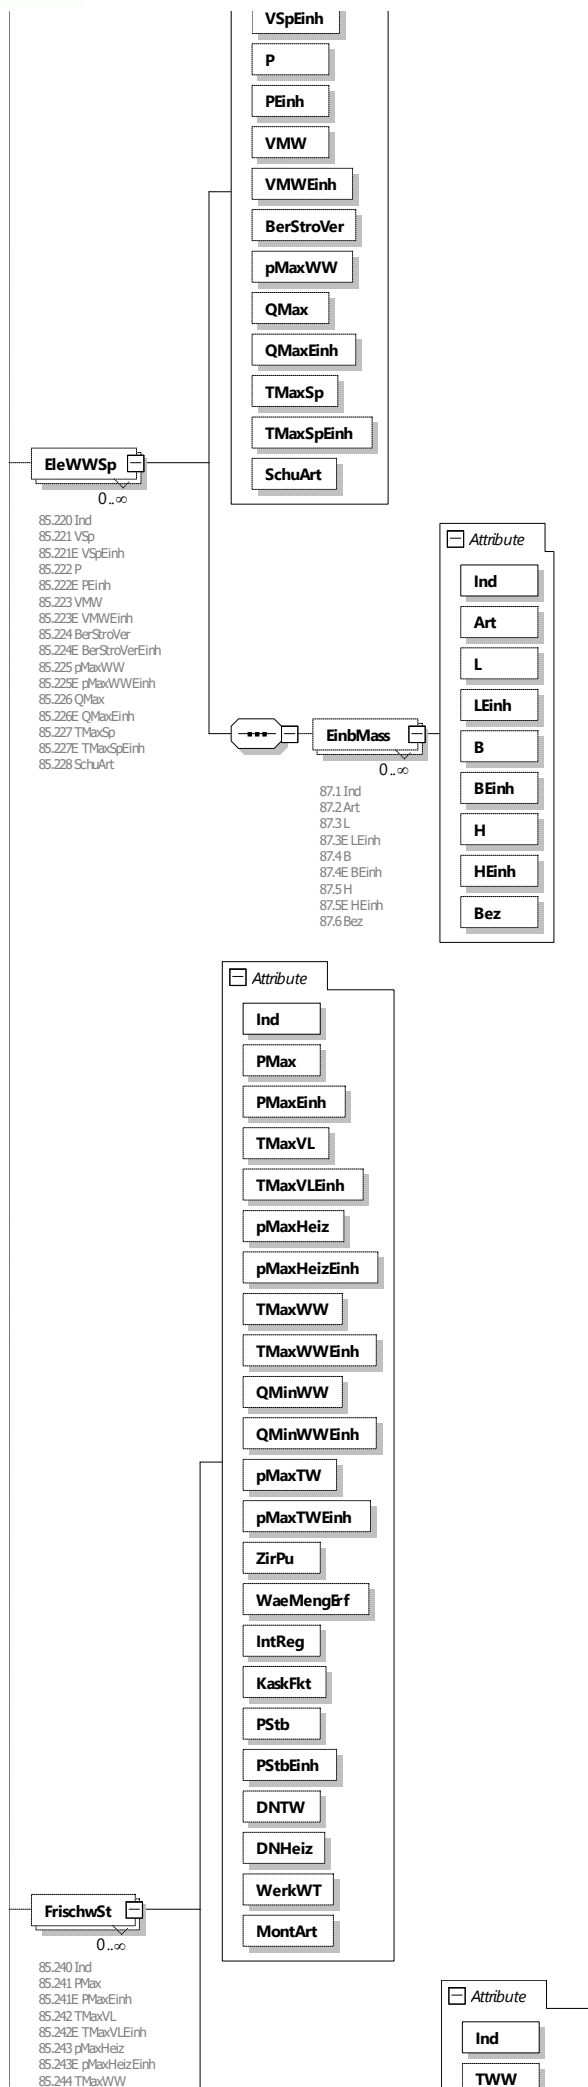 VSpEinh
P
PEinh
VMW
VMWEinh
BerStroVer
pMaxWW
QMax
QMaxEinh
TMaxSp
TMaxSpEinh
SchuArt
EleWWSp
0..∞
85.220 Ind
85.221 VSp
85.221E VSpEinh
85.222 P
85.222E PEinh
85.223 VMW
85.223E VMWEinh
85.224 BerStroVer
85.224E BerStroVerEinh
85.225 pMaxWW
85.225E pMaxWWEinh
85.226 QMax
85.226E QMaxEinh
85.227 TMaxSp
85.227E TMaxSpEinh
85.228 SchuArt
EinbMass
0..∞
87.1 Ind
87.2 Art
87.3 L
87.3E LEinh
87.4 B
87.4E BEinh
87.5 H
87.5E HEinh
87.6 Bez
Attribute
Ind
Art
L
LEinh
B
BEinh
H
HEinh
Bez
Attribute
Ind
PMax
PMaxEinh
TMaxVL
TMaxVLEinh
pMaxHeiz
pMaxHeizEinh
TMaxWW
TMaxWWEinh
QMinWW
QMinWWEinh
pMaxTW
pMaxTWEinh
ZirPu
WaeMengErf
IntReg
KaskFkt
PStb
PStbEinh
DNTW
DNHeiz
WerkWT
MontArt
FrischwSt
0..∞
85.240 Ind
85.241 PMax
85.241E PMaxEinh
85.242 TMaxVL
85.242E TMaxVLEinh
85.243 pMaxHeiz
85.243E pMaxHeizEinh
85.244 TMaxWW
Attribute
Ind
TWW